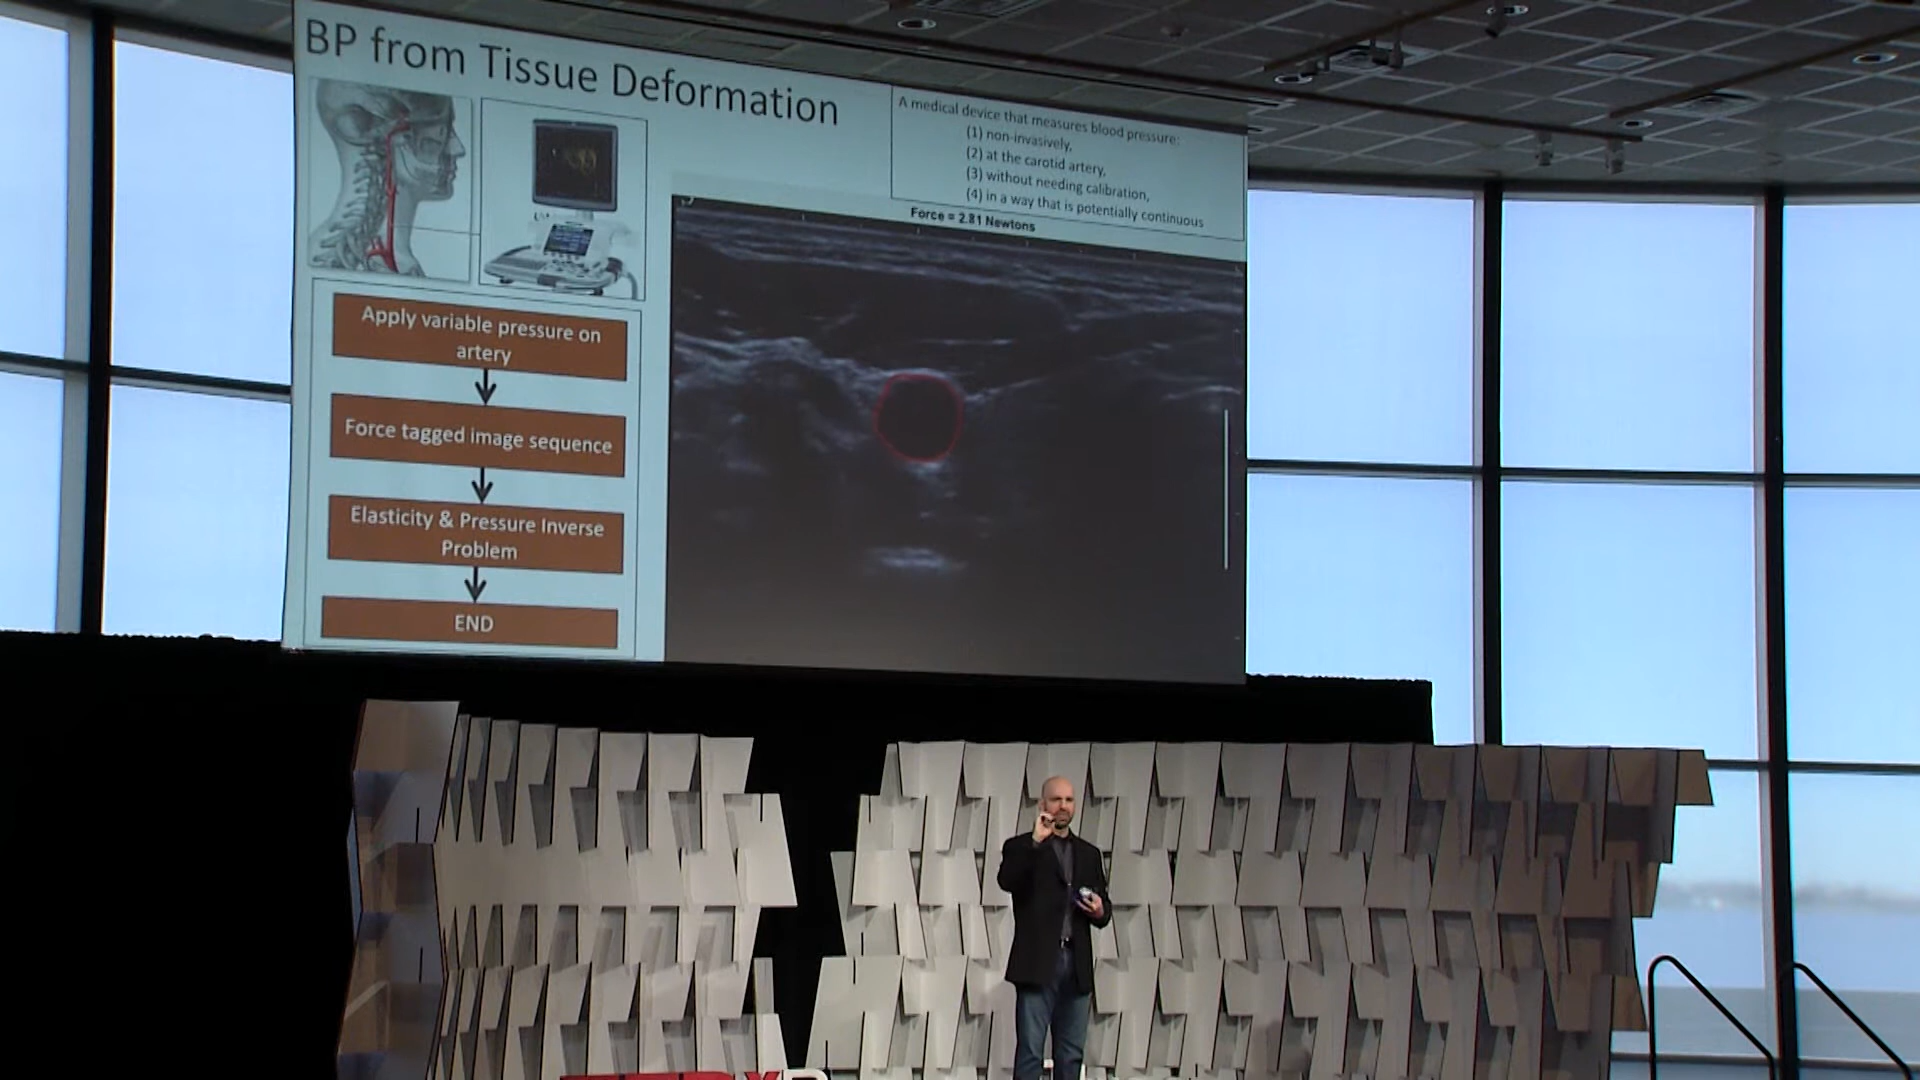 BP from Tissue Deformation
A medical device that measures blood pressure:
(1) non-invasively,
(2) at the carotid artery,
(3) without needing calibration,
(4) in a way that is potentially continuous
Force = 2.81 Newtons
Apply variable pressure on
artery
Force tagged image sequence
Elasticity & Pressure Inverse
Problem
END